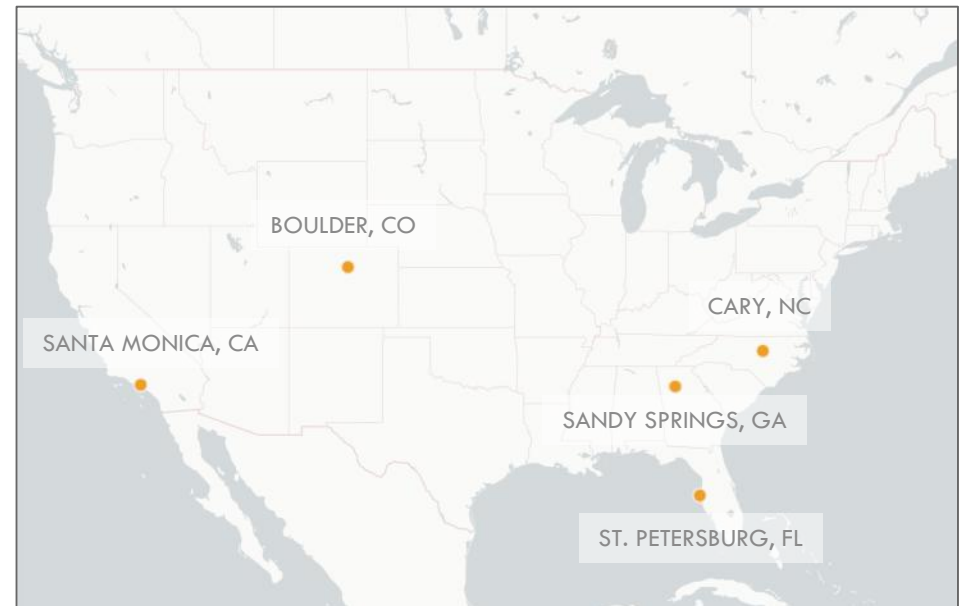 BOULDER, CO
CARY, NC
SANTA MONICA, CA
SANDY SPRINGS, GA
ST. PETERSBURG, FL